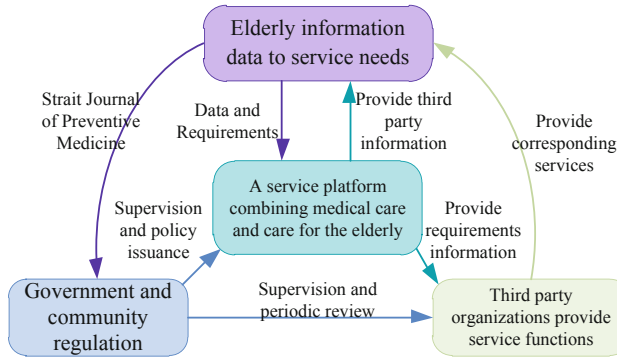 Elderly information
data to service needs
Strait Journal
of Preventive
Medicine
Data and
Requirements
Provide third
party
information
Provide
corresponding
services
A service platform
combining medical care
and care for the elderly
Supervision
and policy
issuance
Provide
requirements
information
Government and
community
regulation
Supervision and
periodic review
Third party
organizations provide
service functions